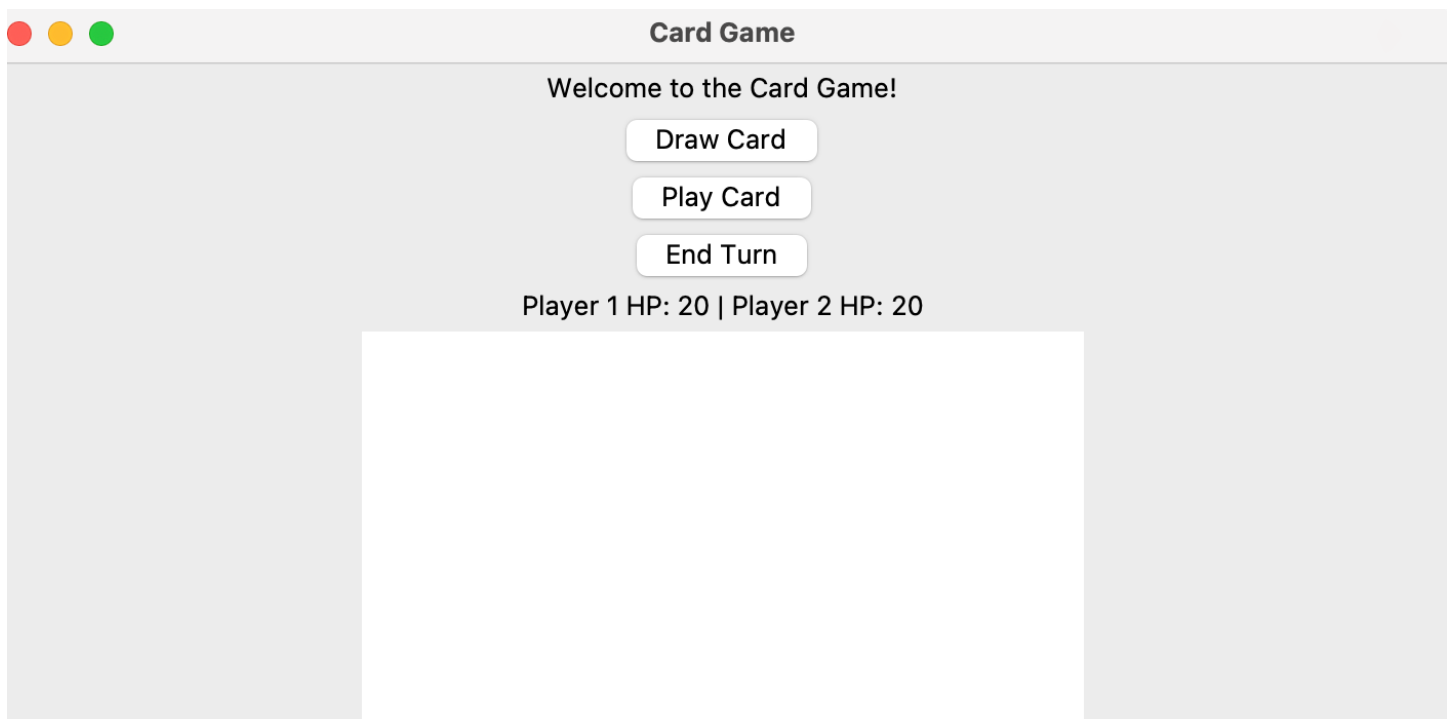 Card Game
Welcome to the Card Game!
Draw Card
Play Card
End Turn
Player 1 HP: 20 | Player 2 HP: 20